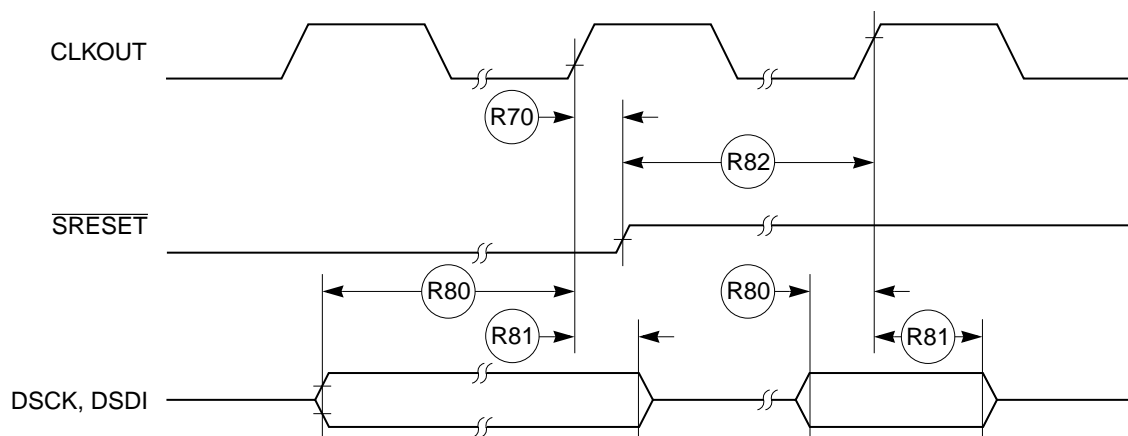 CLKOUT
R70
R82
SRESET
R80
R80
R81
R81
DSCK, DSDI